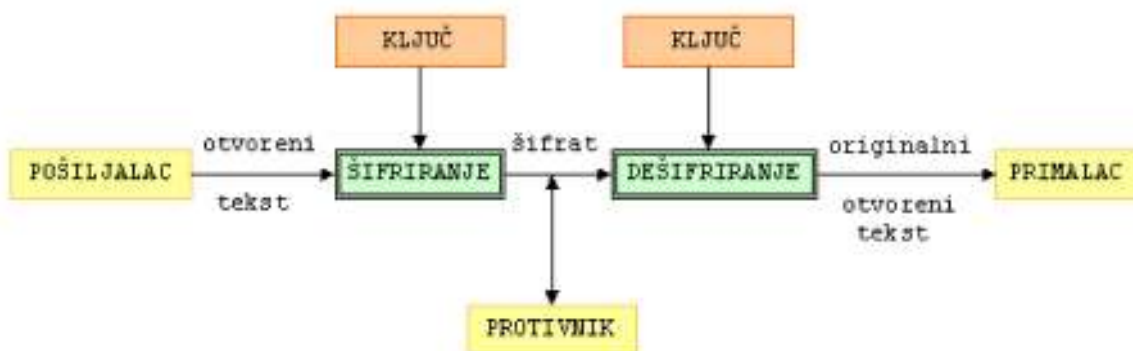 KLJUČ
KLJUČ
otvoreni
šifrat
originalni
POŠILJALAC
ŠIFRIRANJE
DEŠIFRIRANJE
PRIMALAC
tekst
otvoreni
tekst
PROTIVNIK